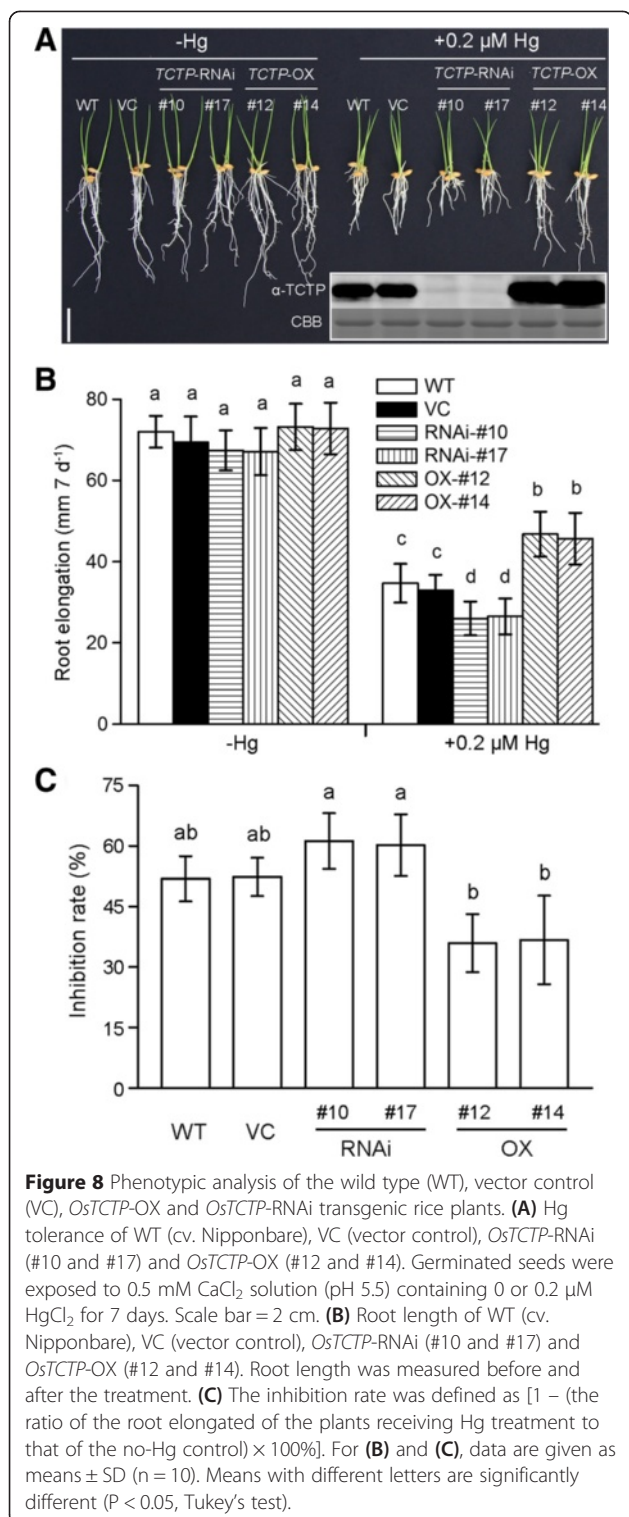 A
-Hg
+0.2 µM Hg
TCTP-RNAi
TCTP-OX
TCTP-RNAi
TCTP-OX
WT VC #10 #17 #12 #14
WT VC #10 #17 #12 #14
α-TCTP
CBB
B
80
60
40
20
0
Root elongation (mm 7 d⁻¹)
a a a a a a
c c d d b b
WT
VC
RNAi-#10
RNAi-#17
OX-#12
OX-#14
-Hg
+0.2 µM Hg
C
75
60
45
30
15
0
Inhibition rate (%)
ab ab a a b b
#10 #17 #12 #14
WT VC RNAi OX
Figure 8 Phenotypic analysis of the wild type (WT), vector control
(VC), OsTCTP-OX and OsTCTP-RNAi transgenic rice plants. (A) Hg
tolerance of WT (cv. Nipponbare), VC (vector control), OsTCTP-RNAi
(#10 and #17) and OsTCTP-OX (#12 and #14). Germinated seeds were
exposed to 0.5 mM CaCl₂ solution (pH 5.5) containing 0 or 0.2 µM
HgCl₂ for 7 days. Scale bar = 2 cm. (B) Root length of WT (cv.
Nipponbare), VC (vector control), OsTCTP-RNAi (#10 and #17) and
OsTCTP-OX (#12 and #14). Root length was measured before and
after the treatment. (C) The inhibition rate was defined as [1 – (the
ratio of the root elongated of the plants receiving Hg treatment to
that of the no-Hg control) × 100%]. For (B) and (C), data are given as
means ± SD (n = 10). Means with different letters are significantly
different (P < 0.05, Tukey's test).